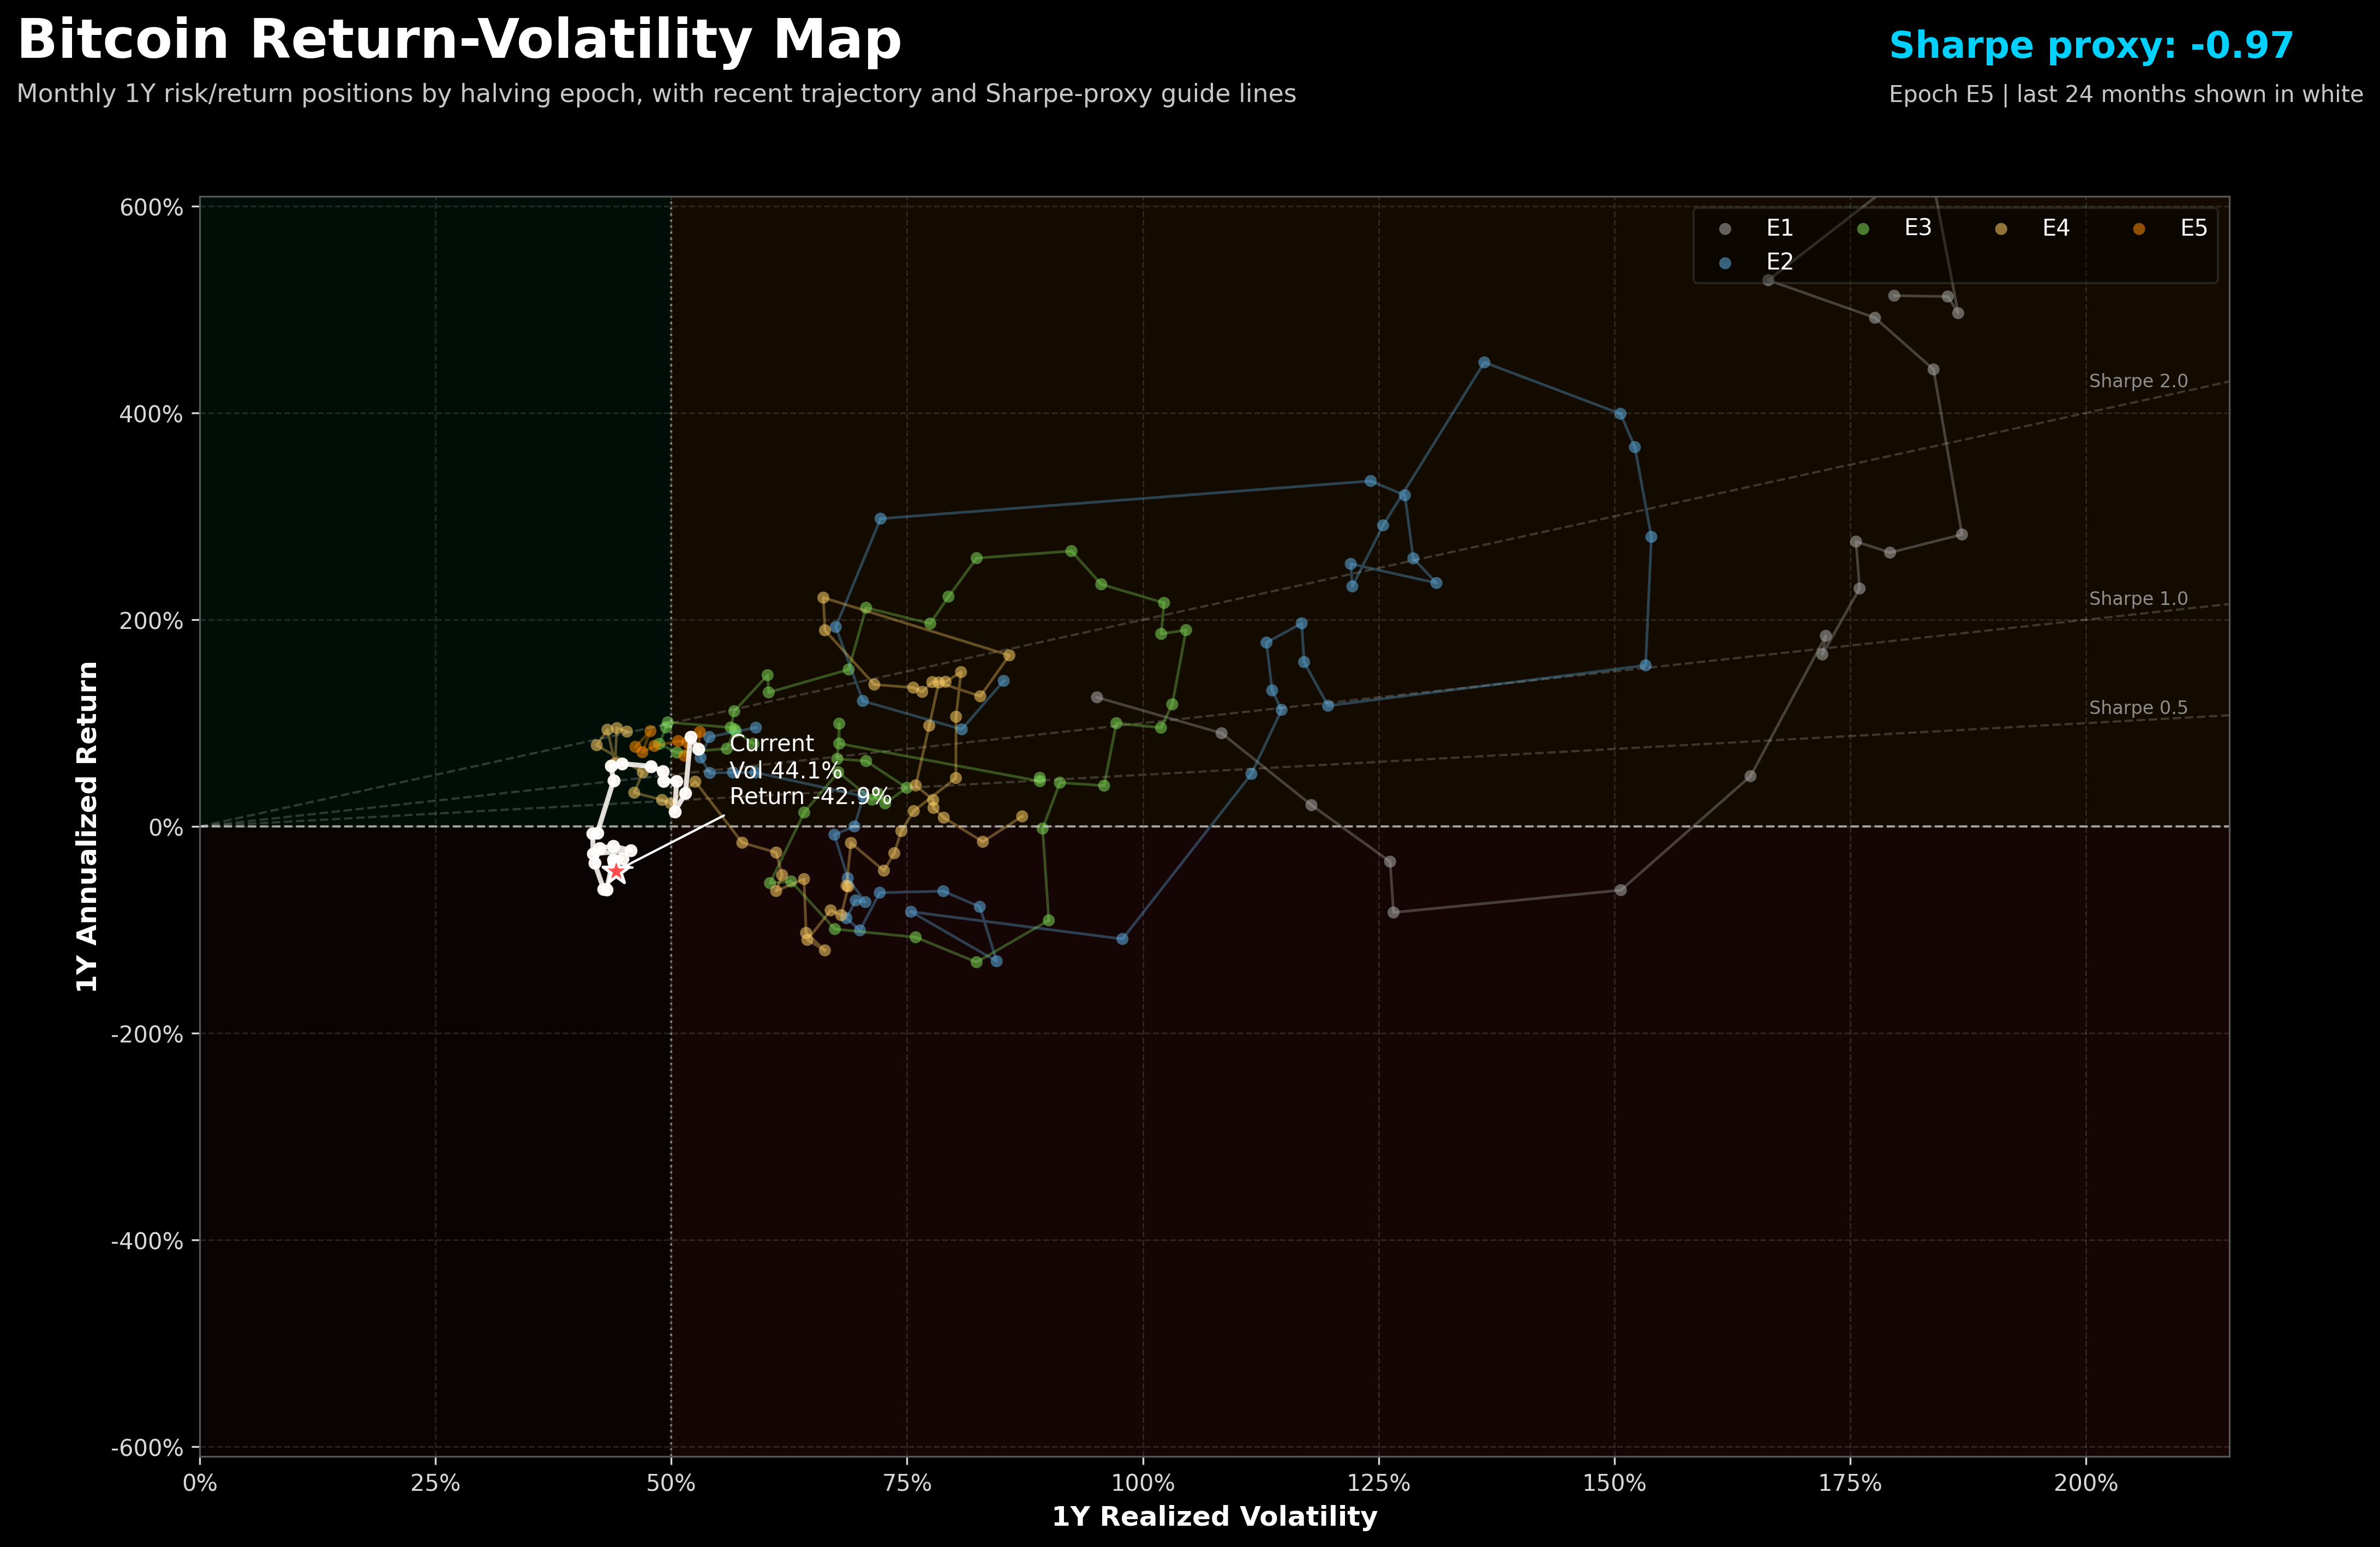 Bitcoin Return-Volatility Map
Sharpe proxy: -0.97
Monthly 1Y risk/return positions by halving epoch, with recent trajectory and Sharpe-proxy guide lines
Epoch E5 | last 24 months shown in white
E1
E2
E3
E4
E5
Sharpe 2.0
Sharpe 1.0
Sharpe 0.5
Current
Vol 44.1%
Return -42.9%
1Y Annualized Return
600%
400%
200%
0%
-200%
-400%
-600%
0%
25%
50%
75%
100%
125%
150%
175%
200%
1Y Realized Volatility